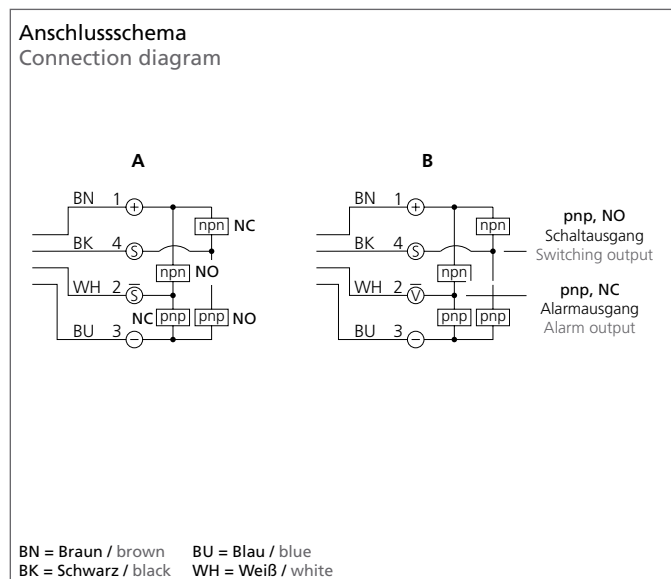 Anschlussschema
Connection diagram
A
BN 1 +
npn NC
BK 4 S
npn NO
WH 2 S̅
NC pnp pnp NO
BU 3 −
B
BN 1 +
npn
BK 4 S
npn
WH 2 V̅
pnp pnp
BU 3 −
pnp, NO
Schaltausgang
Switching output
pnp, NC
Alarmausgang
Alarm output
BN = Braun / brown BU = Blau / blue
BK = Schwarz / black WH = Weiß / white